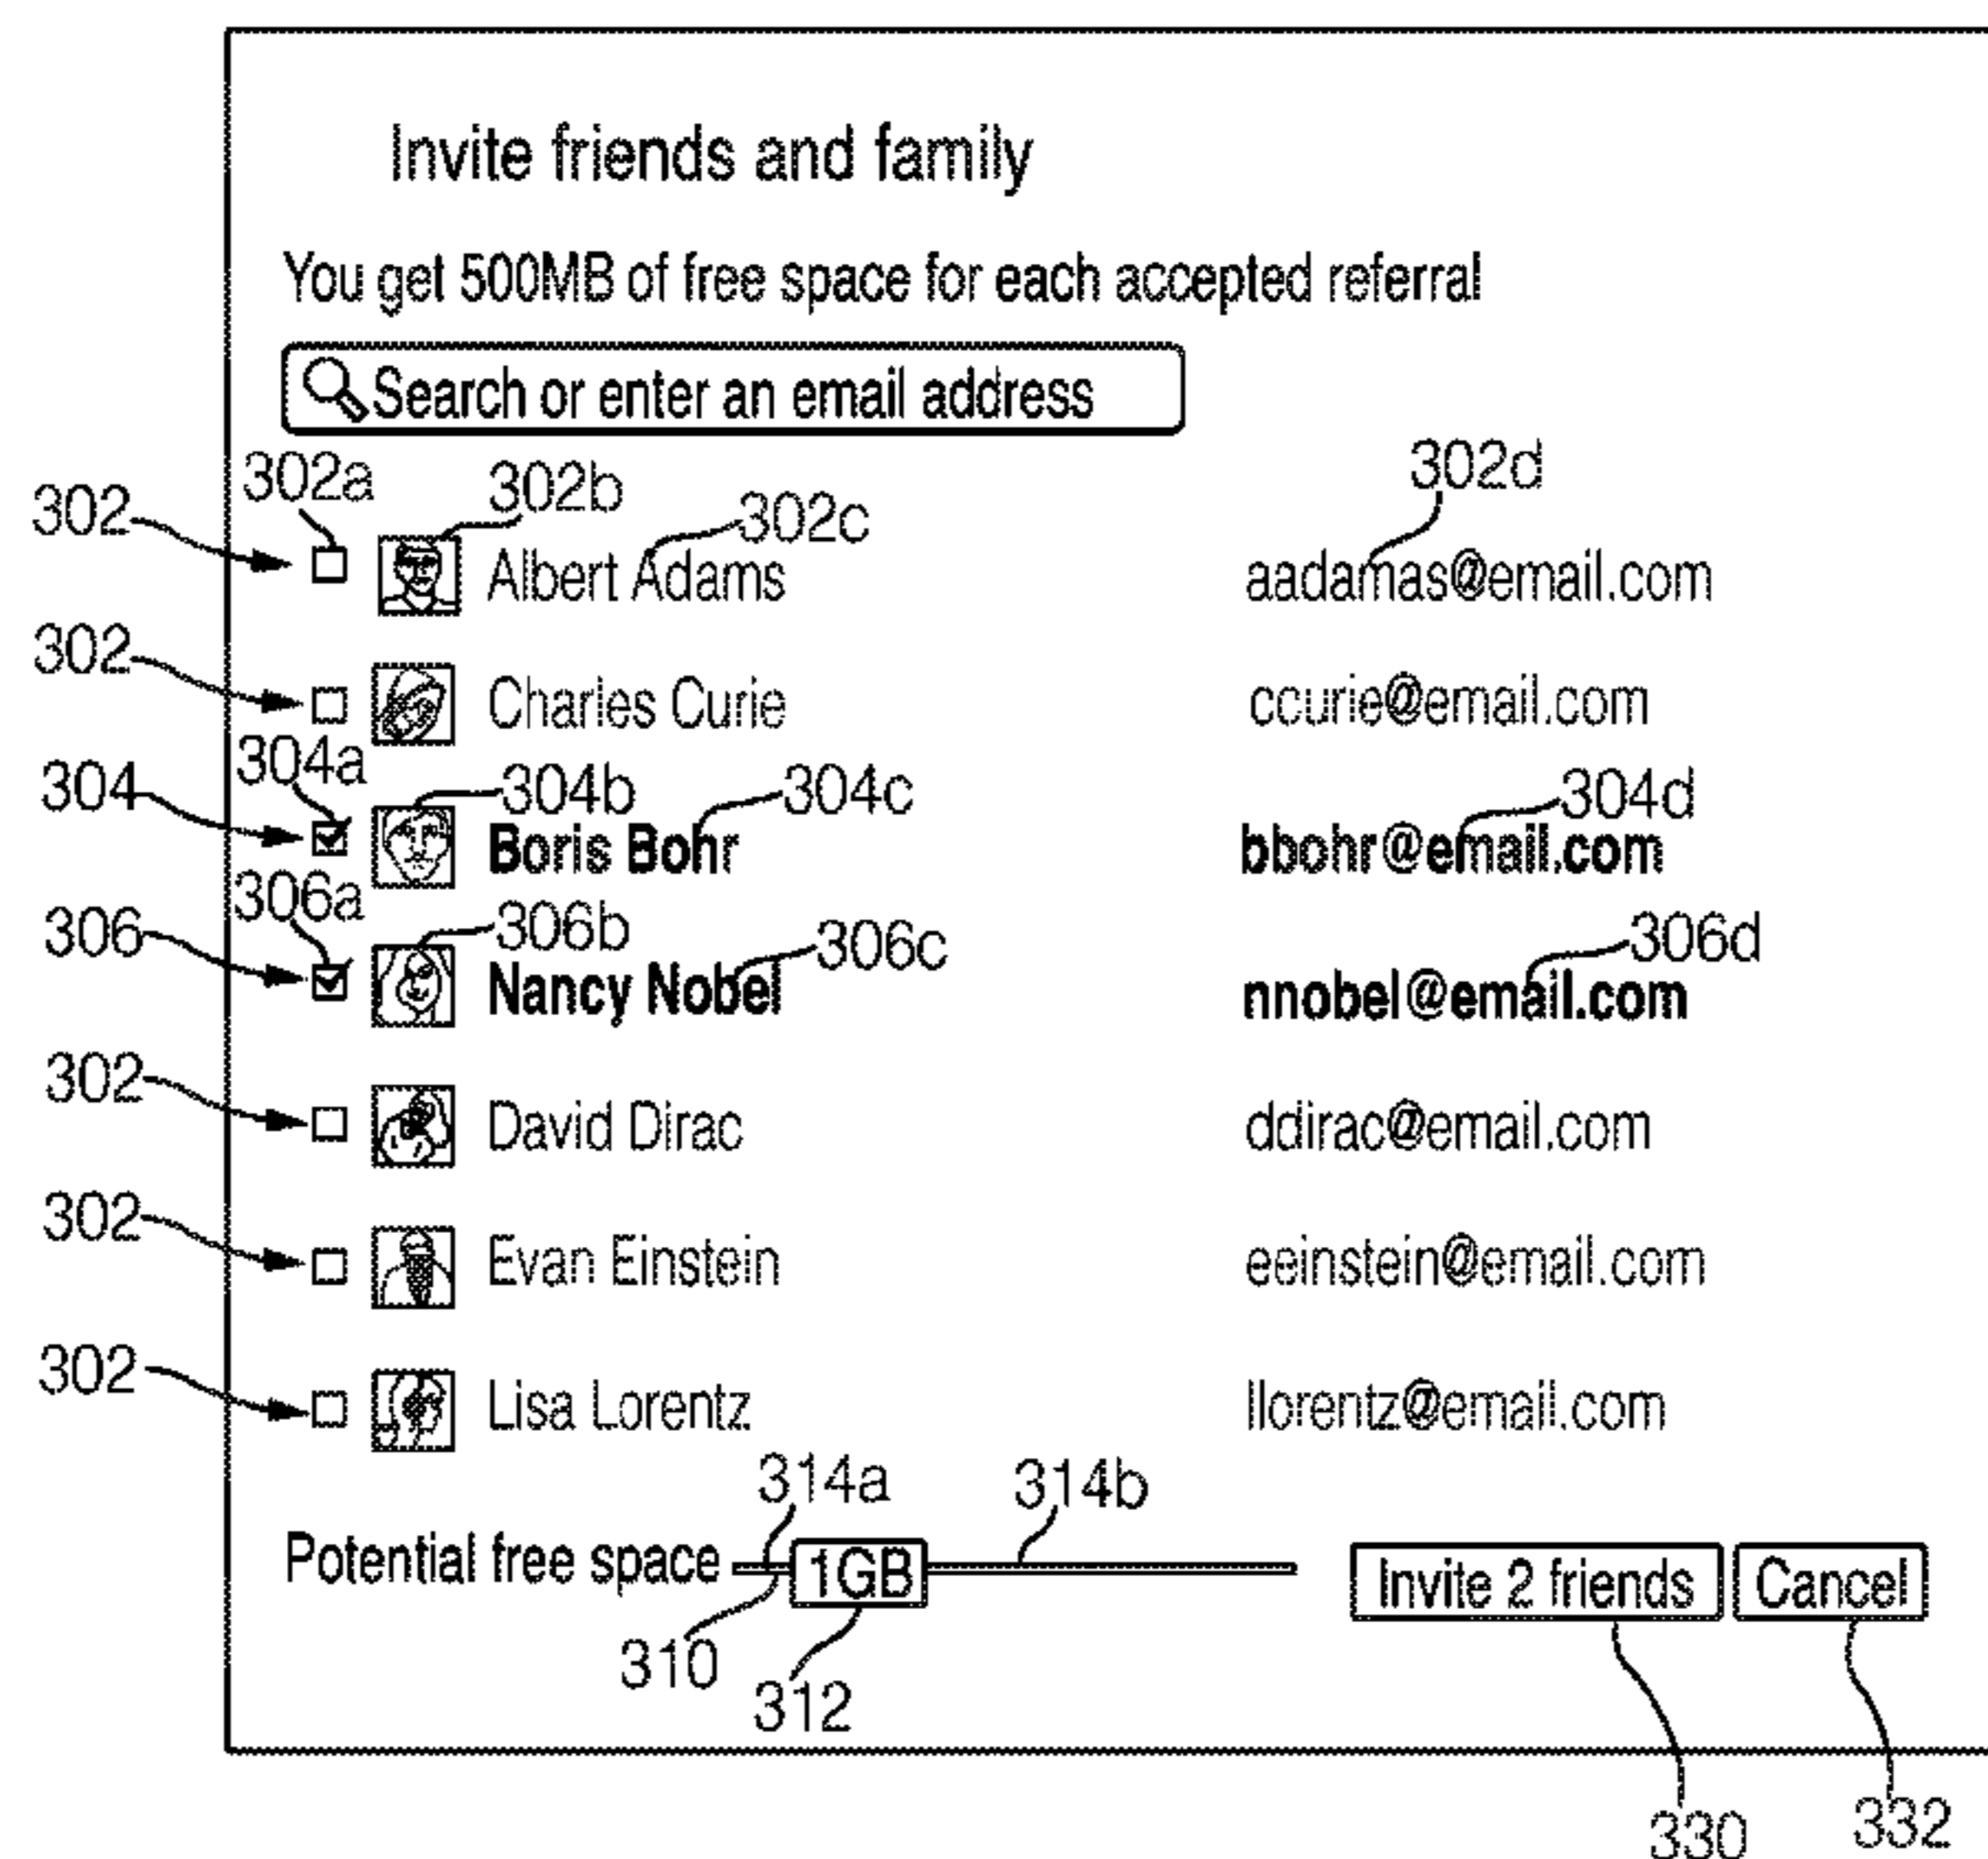 Invite friends and family
You get 500MB of free space for each accepted referral
Search or enter an email address
302 302a 302b 302c 302d
Albert Adams aadamas@email.com
302 Charles Curie ccurie@email.com
304 304a 304b 304c 304d
Boris Bohr bbohr@email.com
306 306a 306b 306c 306d
Nancy Nobel nnobel@email.com
302 David Dirac ddirac@email.com
302 Evan Einstein eeinstein@email.com
302 Lisa Lorentz llorentz@email.com
314a 314b
Potential free space 1GB Invite 2 friends Cancel
310 312
330 332